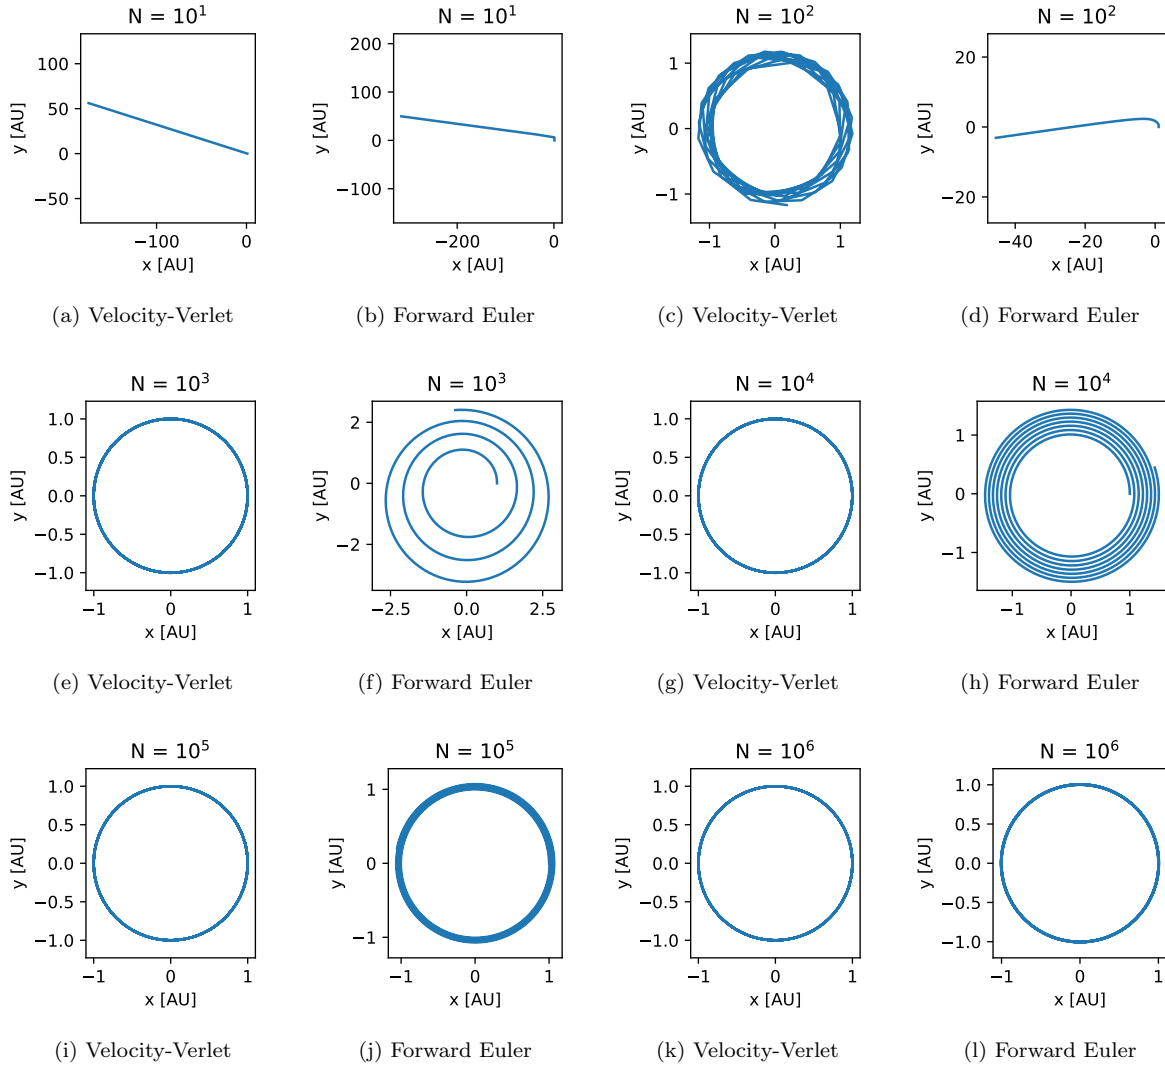 N = 10¹
y [AU]
100
50
0
−50
−100
0
x [AU]
(a) Velocity-Verlet
N = 10¹
y [AU]
200
100
0
−100
−200
0
x [AU]
(b) Forward Euler
N = 10²
y [AU]
1
0
−1
−1
0
1
x [AU]
(c) Velocity-Verlet
N = 10²
y [AU]
20
0
−20
−40
−20
0
x [AU]
(d) Forward Euler
N = 10³
y [AU]
1.0
0.5
0.0
−0.5
−1.0
−1
0
1
x [AU]
(e) Velocity-Verlet
N = 10³
y [AU]
2
0
−2
−2.5
0.0
2.5
x [AU]
(f) Forward Euler
N = 10⁴
y [AU]
1.0
0.5
0.0
−0.5
−1.0
−1
0
1
x [AU]
(g) Velocity-Verlet
N = 10⁴
y [AU]
1
0
−1
−1
0
1
x [AU]
(h) Forward Euler
N = 10⁵
y [AU]
1.0
0.5
0.0
−0.5
−1.0
−1
0
1
x [AU]
(i) Velocity-Verlet
N = 10⁵
y [AU]
1
0
−1
−1
0
1
x [AU]
(j) Forward Euler
N = 10⁶
y [AU]
1.0
0.5
0.0
−0.5
−1.0
−1
0
1
x [AU]
(k) Velocity-Verlet
N = 10⁶
y [AU]
1.0
0.5
0.0
−0.5
−1.0
−1
0
1
x [AU]
(l) Forward Euler